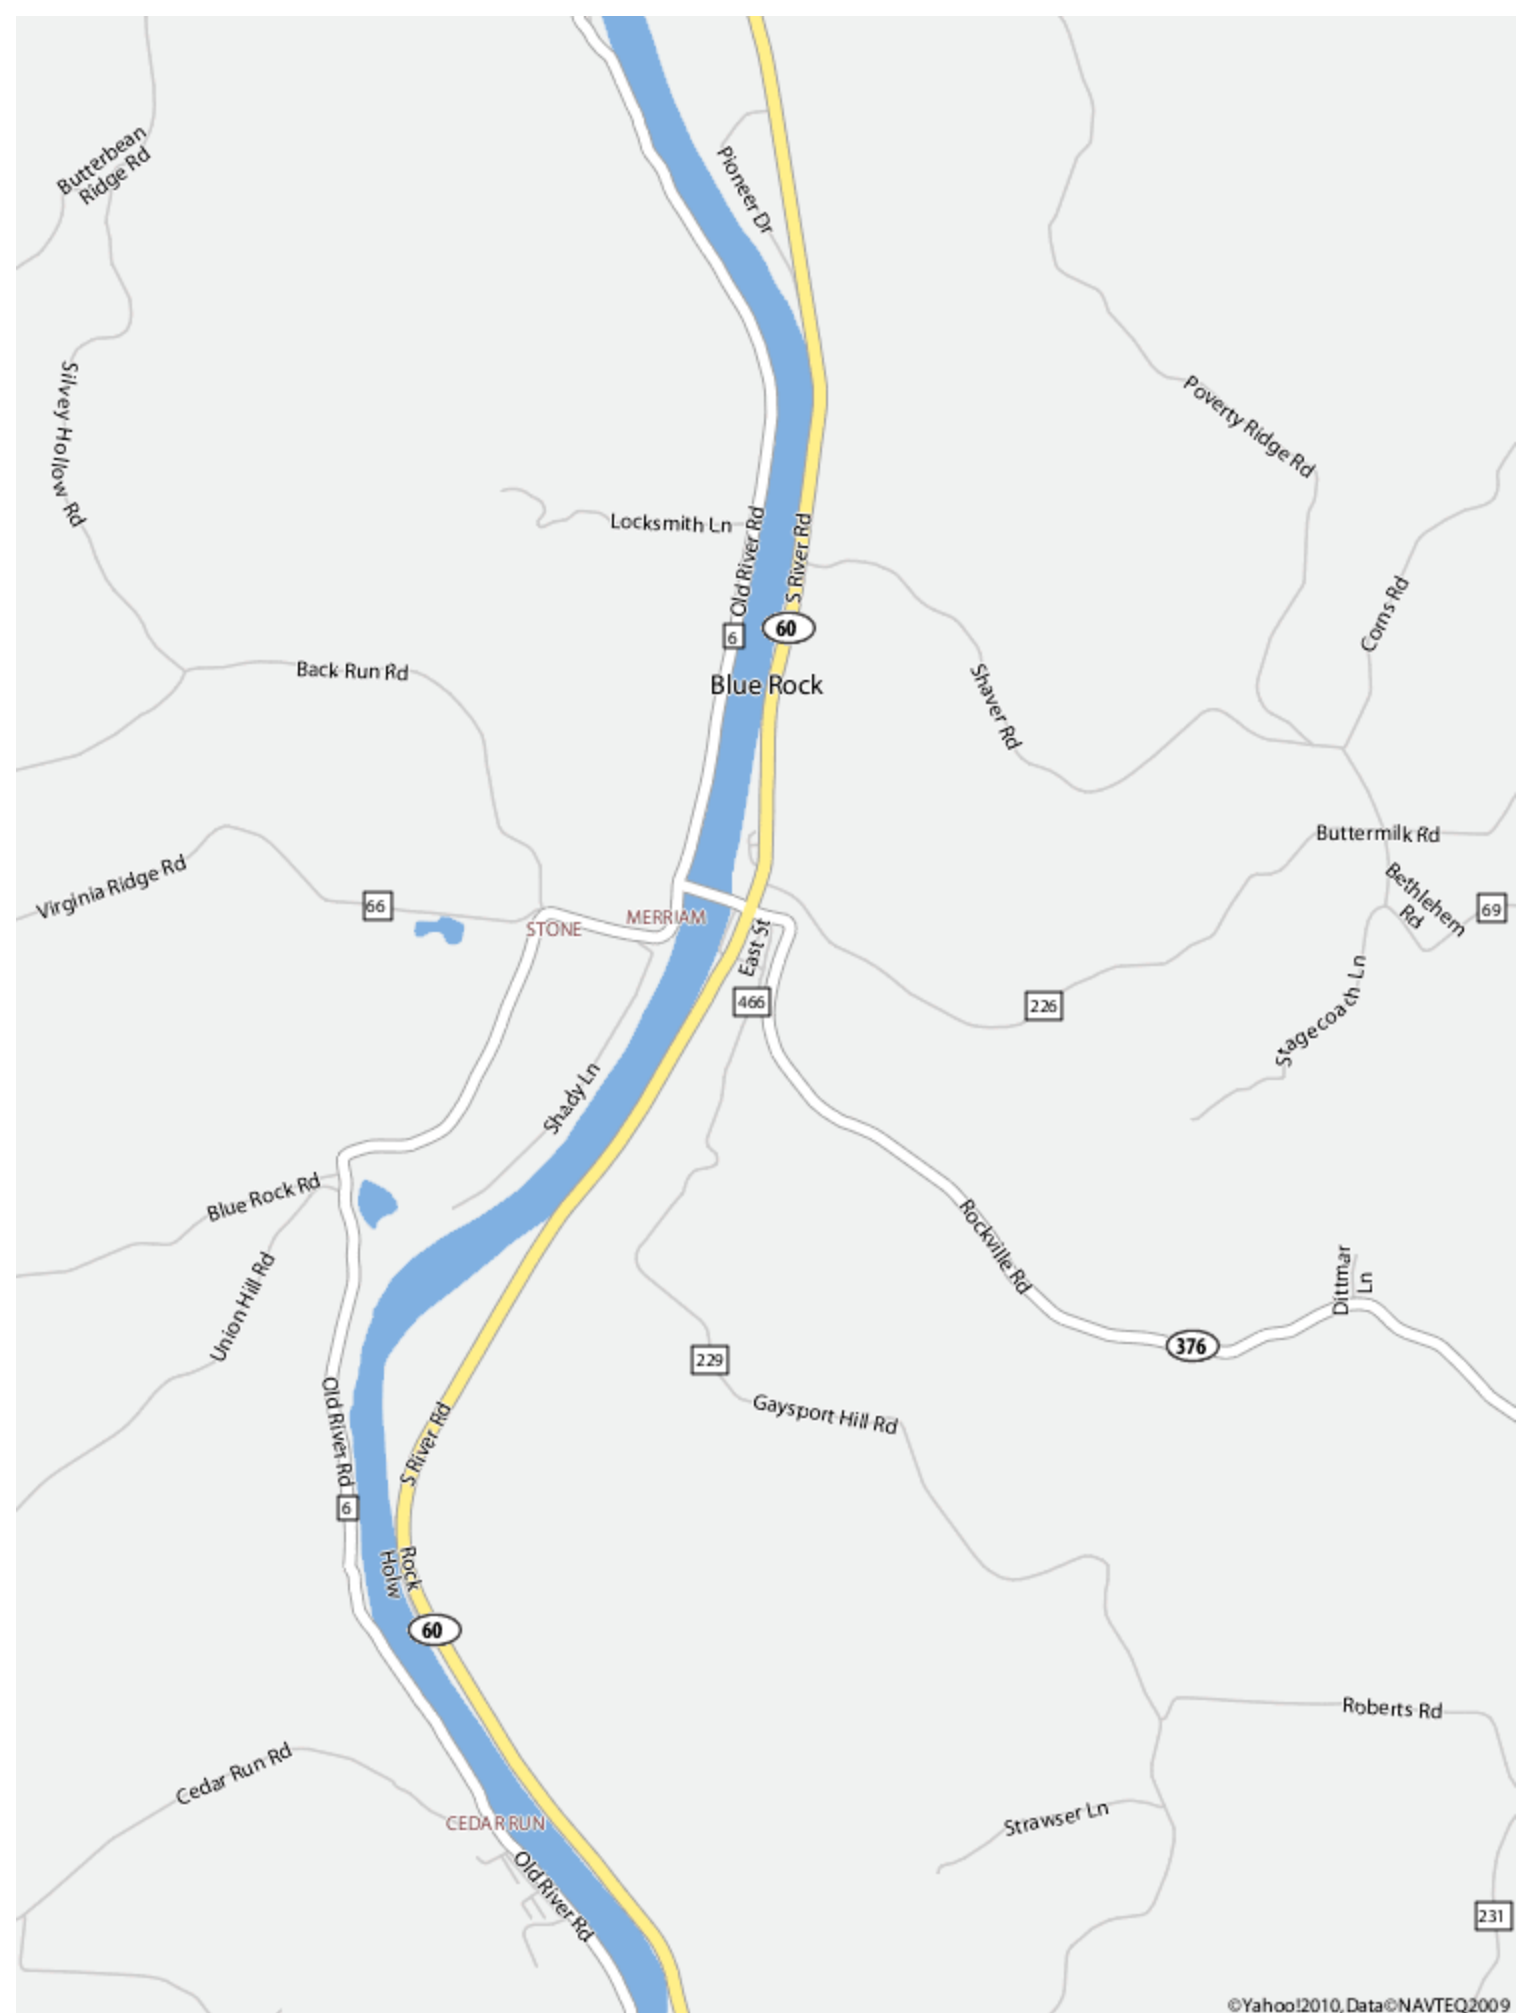 Butterbean
Ridge Rd
Pioneer Dr
Silvey Hollow Rd
Poverty Ridge Rd
Locksmith Ln
Old River Rd
S River Rd
6
60
Corns Rd
Back Run Rd
Blue Rock
Shaver Rd
Buttermilk Rd
Virginia Ridge Rd
66
Bethlehem
Rd
69
STONE
MERRIAM
East St
466
226
Stagecoach Ln
Shady Ln
Blue Rock Rd
Rockville Rd
Union Hill Rd
Dittmar
Ln
376
229
Old River Rd
S River Rd
Gaysport Hill Rd
6
Rock
Holw
60
Roberts Rd
Cedar Run Rd
Strawser Ln
CEDAR RUN
Old River Rd
231
©Yahoo!2010, Data©NAVTEQ2009